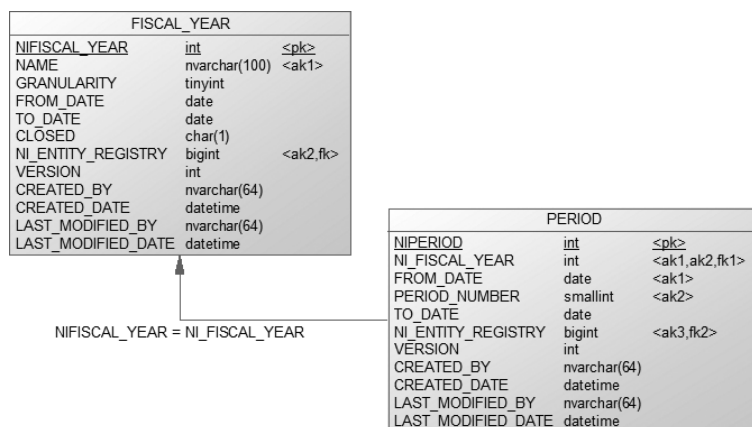 FISCAL_YEAR
NIFISCAL_YEAR int <pk>
NAME nvarchar(100) <ak1>
GRANULARITY tinyint
FROM_DATE date
TO_DATE date
CLOSED char(1)
NI_ENTITY_REGISTRY bigint <ak2,fk>
VERSION int
CREATED_BY nvarchar(64)
CREATED_DATE datetime
LAST_MODIFIED_BY nvarchar(64)
LAST_MODIFIED_DATE datetime
NIFISCAL_YEAR = NI_FISCAL_YEAR
PERIOD
NIPERIOD int <pk>
NI_FISCAL_YEAR int <ak1,ak2,fk1>
FROM_DATE date <ak1>
PERIOD_NUMBER smallint <ak2>
TO_DATE date
NI_ENTITY_REGISTRY bigint <ak3,fk2>
VERSION int
CREATED_BY nvarchar(64)
CREATED_DATE datetime
LAST_MODIFIED_BY nvarchar(64)
LAST_MODIFIED_DATE datetime